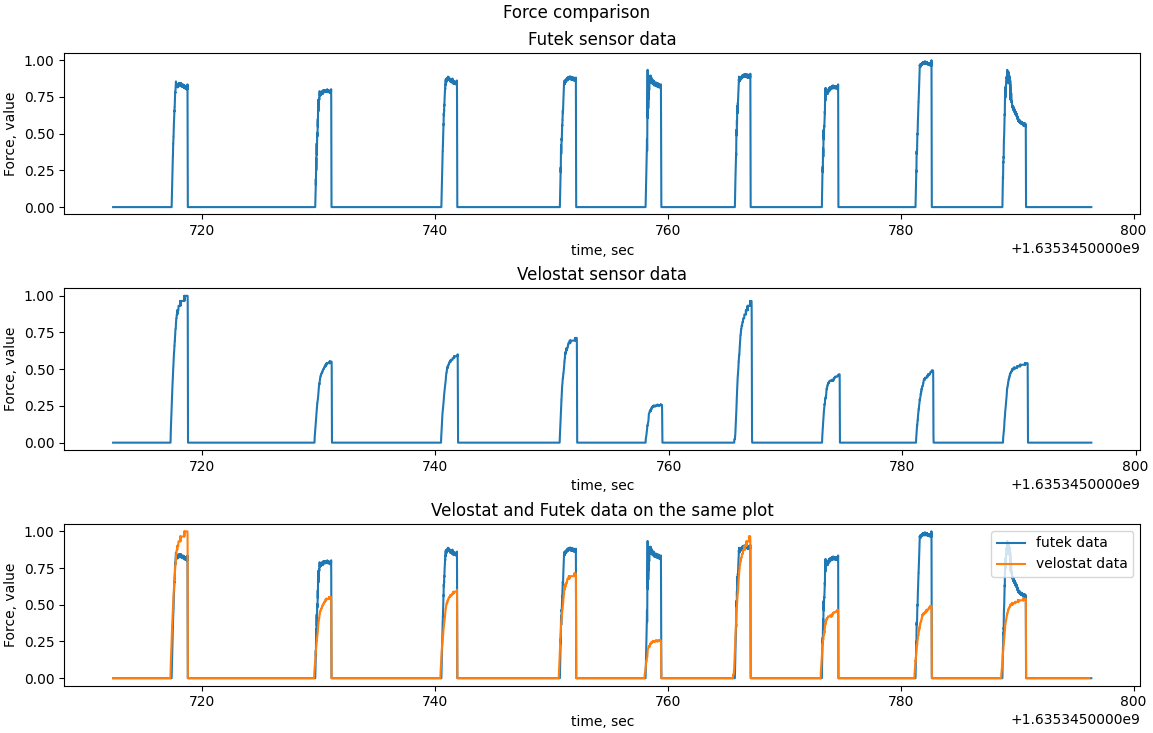 Force comparison
Futek sensor data
Force, value
1.00
0.75
0.50
0.25
0.00
720 740 760 780 800
time, sec
+1.6353450000e9
Velostat sensor data
Force, value
1.00
0.75
0.50
0.25
0.00
720 740 760 780 800
time, sec
+1.6353450000e9
Velostat and Futek data on the same plot
Force, value
1.00
0.75
0.50
0.25
0.00
futek data
velostat data
720 740 760 780 800
time, sec
+1.6353450000e9